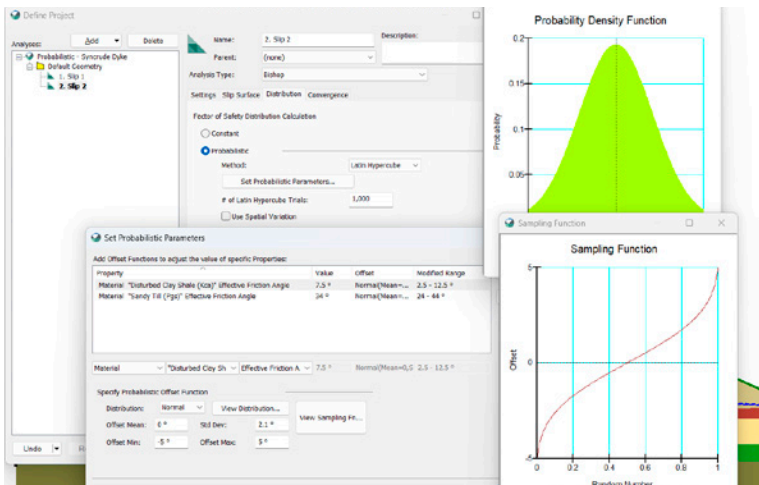 Define Project
Analyses:
Add
Delete
Probabilistic - Syncrude Dyke
Default Geometry
1. Slip 1
2. Slip 2
Name:
2. Slip 2
Description:
Parent:
(none)
Analysis Type:
Bishop
Settings Slip Surface Distribution Convergence
Factor of Safety Distribution Calculation
Constant
Probabilistic
Method:
Latin Hypercube
Set Probabilistic Parameters...
# of Latin Hypercube Trials:
1,000
Use Spatial Variation
Probability Density Function
0.2
0.15
0.1
0.05
Probability
Set Probabilistic Parameters
Add Offset Functions to adjust the value of specific Properties:
Property Value Offset Modified Range
Material "Disturbed Clay Shale (Kca)" Effective Friction Angle 7.5 ° Normal(Mean=... 2.5 - 12.5 °
Material "Sandy Till (Pgs)" Effective Friction Angle 34 ° Normal(Mean=... 24 - 44 °
Material "Disturbed Clay Sh Effective Friction A 7.5 ° Normal(Mean=0,S 2.5 - 12.5 °
Specify Probabilistic Offset Function
Distribution: Normal View Distribution...
View Sampling Fn...
Offset Mean: 0 ° Std Dev: 2.1 °
Offset Min: -5 ° Offset Max: 5 °
Undo
Sampling Function
Sampling Function
5
0
-5
Offset
0 0.2 0.4 0.6 0.8 1
Random Number